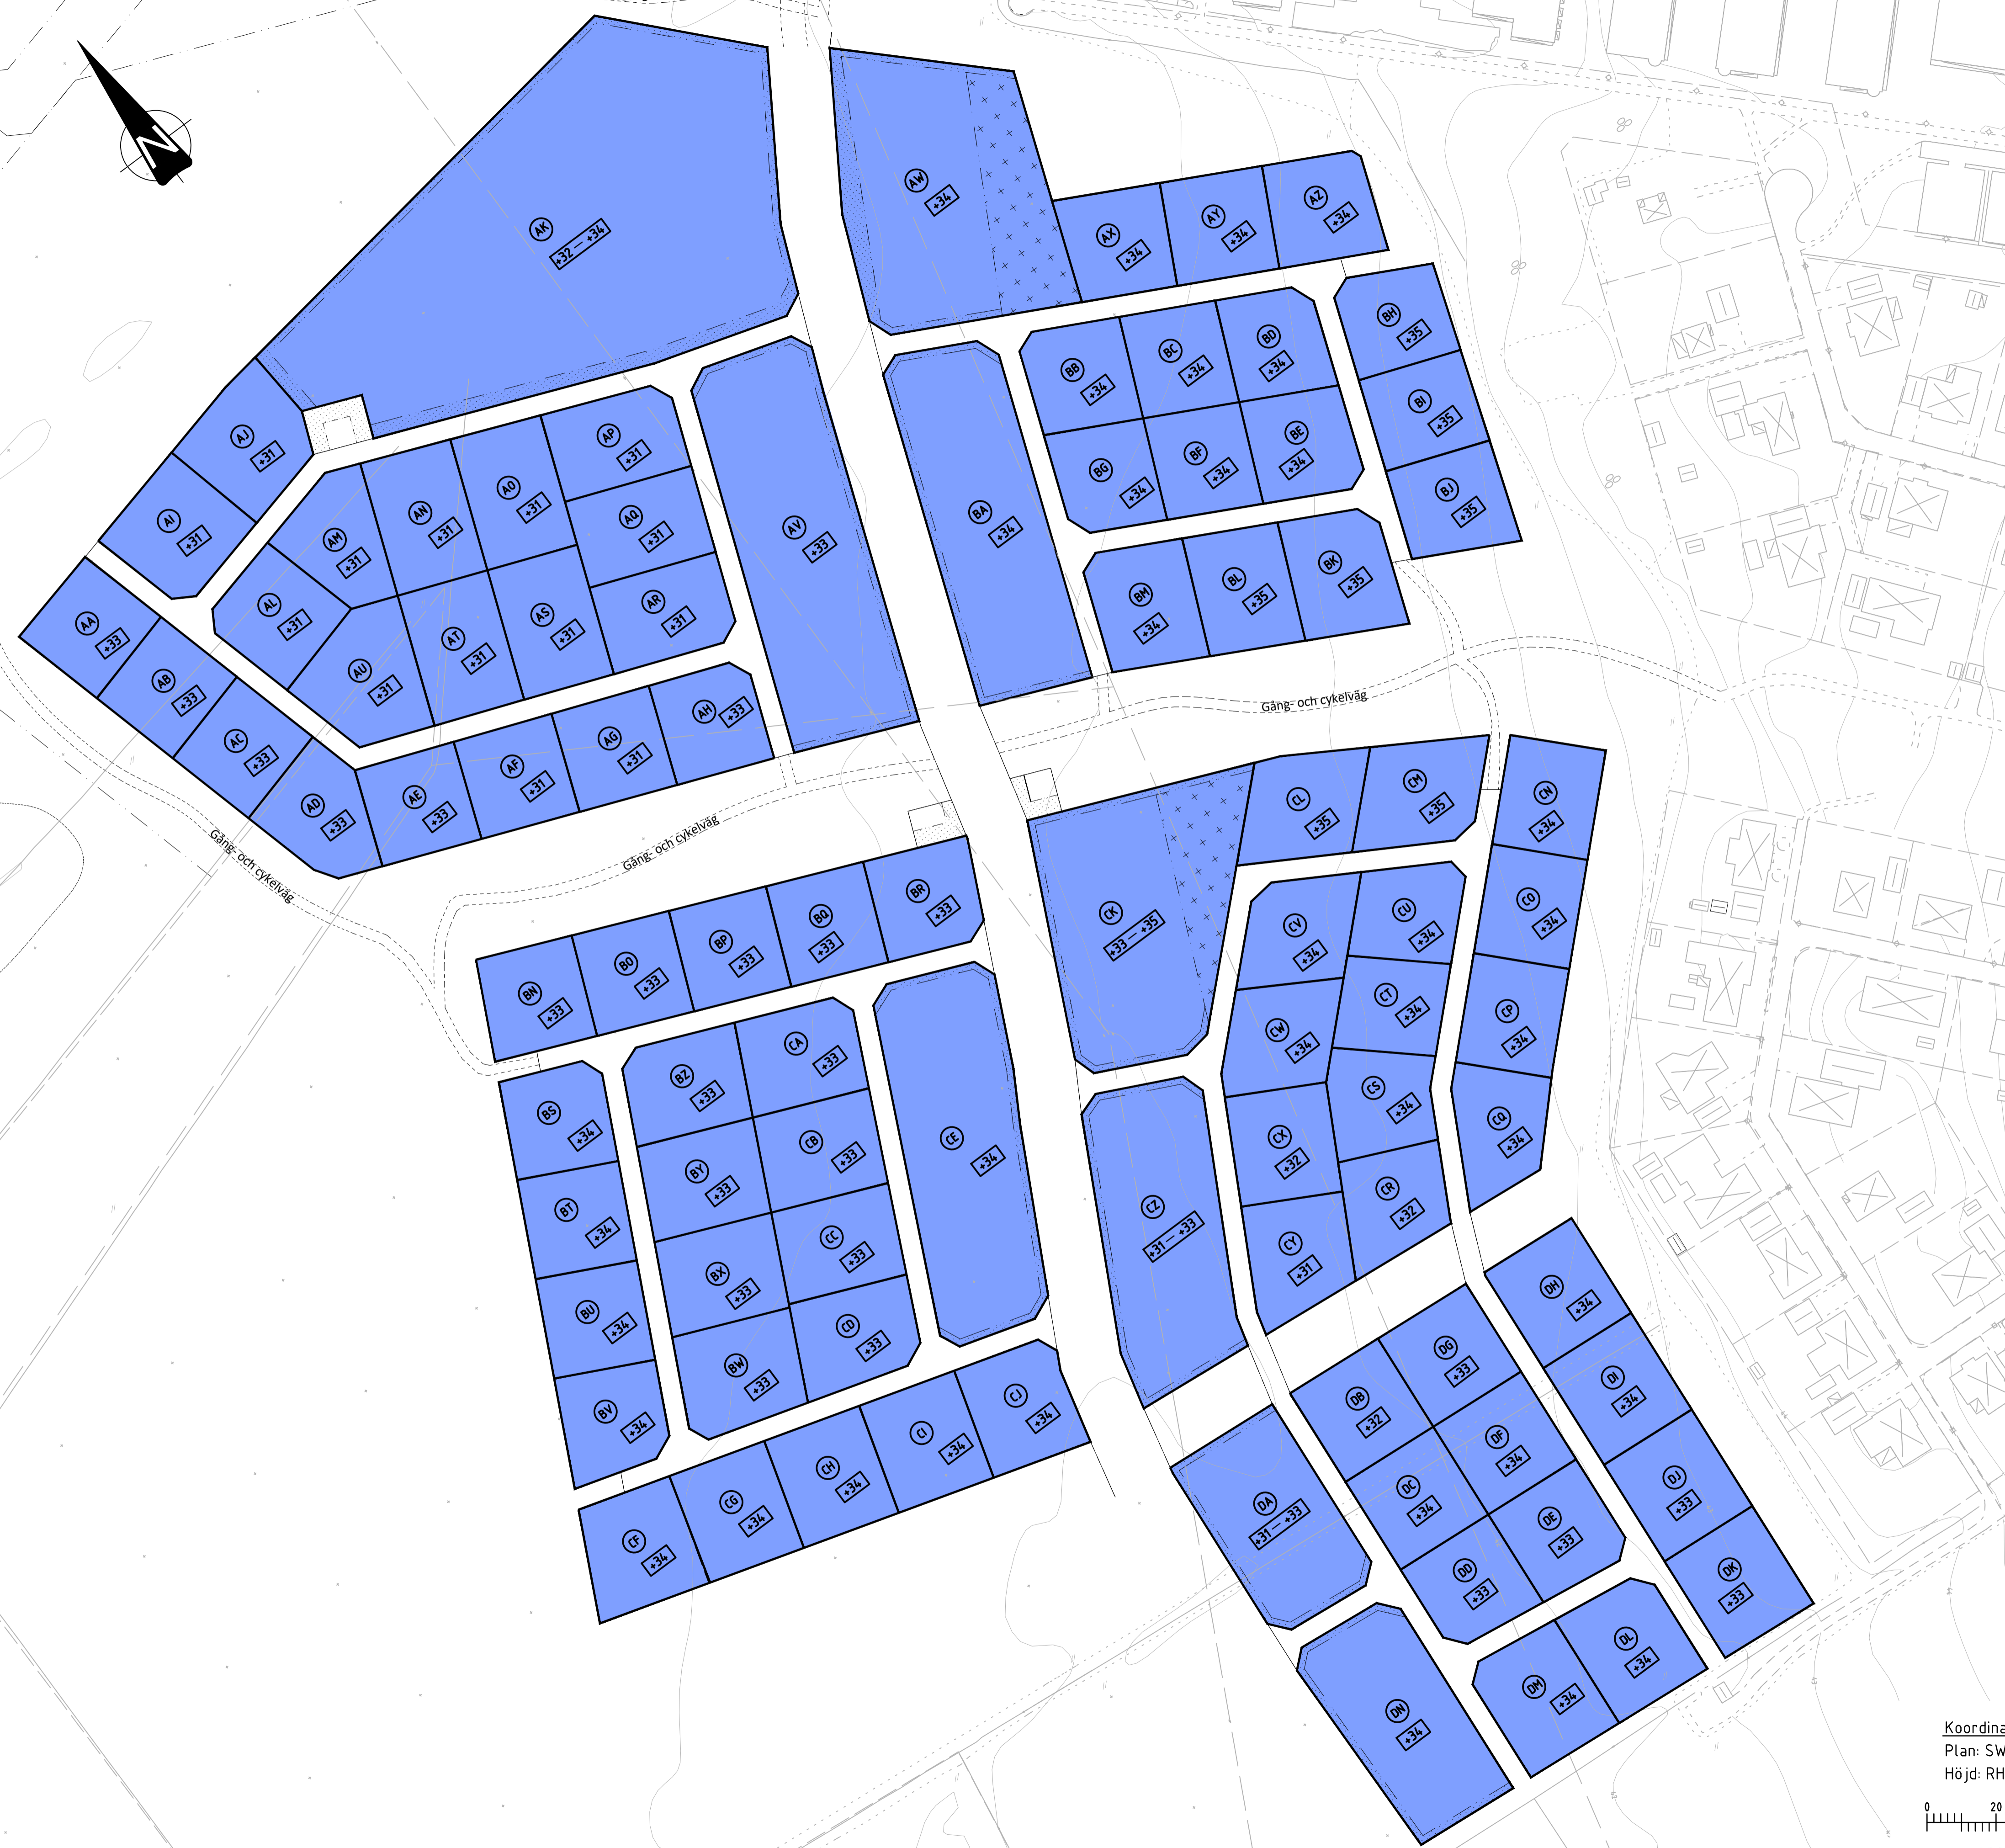 N
AK
+32 – +34
AW
+34
AX
+34
AY
+34
AZ
+34
AJ
+31
AI
+31
AP
+31
AO
+31
AN
+31
AM
+31
AL
+31
AQ
+31
AR
+31
AS
+31
AT
+31
AU
+31
AV
+33
BA
+34
BB
+34
BC
+34
BD
+34
BE
+34
BF
+34
BG
+34
BH
+35
BI
+35
BJ
+35
BK
+35
BL
+35
BM
+34
AA
+33
AB
+33
AC
+33
AD
+33
AE
+33
AF
+31
AG
+31
AH
+33
Gång- och cykelväg
Gång- och cykelväg
Gång- och cykelväg
BN
+33
BO
+33
BP
+33
BQ
+33
BR
+33
CK
+33 – +35
CL
+35
CM
+35
CN
+34
CO
+34
CP
+34
CQ
+34
CV
+34
CU
+34
CT
+34
CW
+34
CS
+34
CX
+32
CR
+32
CY
+31
CZ
+31 – +33
BS
+34
BT
+34
BU
+34
BV
+34
BZ
+33
CA
+33
BY
+33
CB
+33
BX
+33
CC
+33
BW
+33
CD
+33
CE
+34
CF
+34
CG
+34
CH
+34
CI
+34
CJ
+34
DA
+31 – +33
DB
+32
DG
+33
DC
+34
DF
+34
DD
+33
DE
+33
DH
+34
DI
+34
DJ
+33
DK
+33
DL
+34
DM
+34
DN
+34
Koordina
Plan: SW
Höjd: RH
0 20